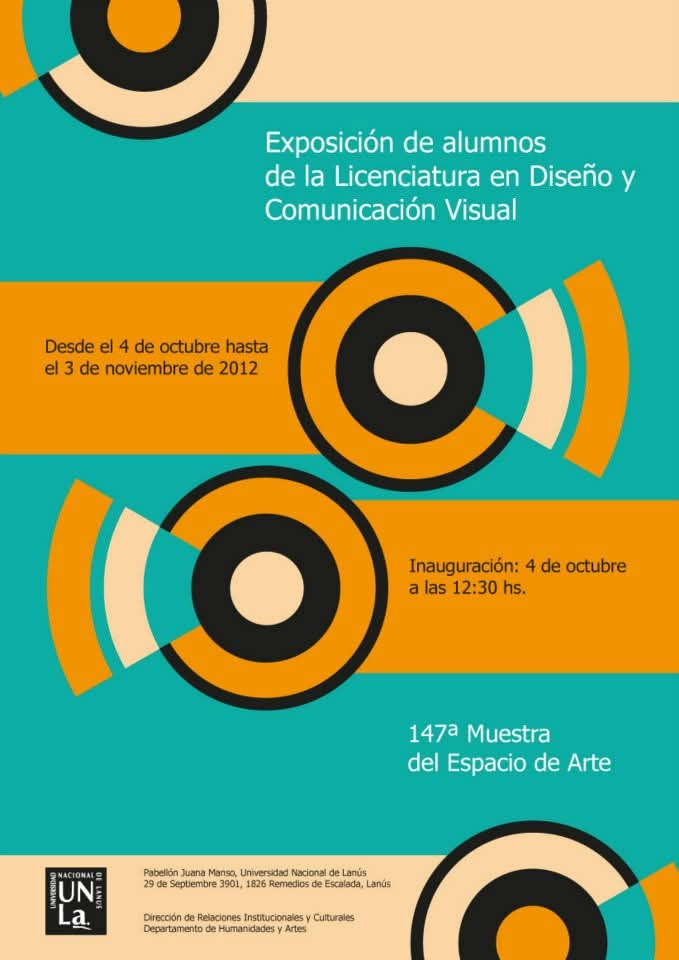 Exposición de alumnos
de la Licenciatura en Diseño y
Comunicación Visual
Desde el 4 de octubre hasta
el 3 de noviembre de 2012
Inauguración: 4 de octubre
a las 12:30 hs.
147ª Muestra
del Espacio de Arte
UNIVERSIDAD
NACIONAL
DE LANUS
UN
La.
Pabellón Juana Manso, Universidad Nacional de Lanús
29 de Septiembre 3901, 1826 Remedios de Escalada, Lanús
Dirección de Relaciones Institucionales y Culturales
Departamento de Humanidades y Artes